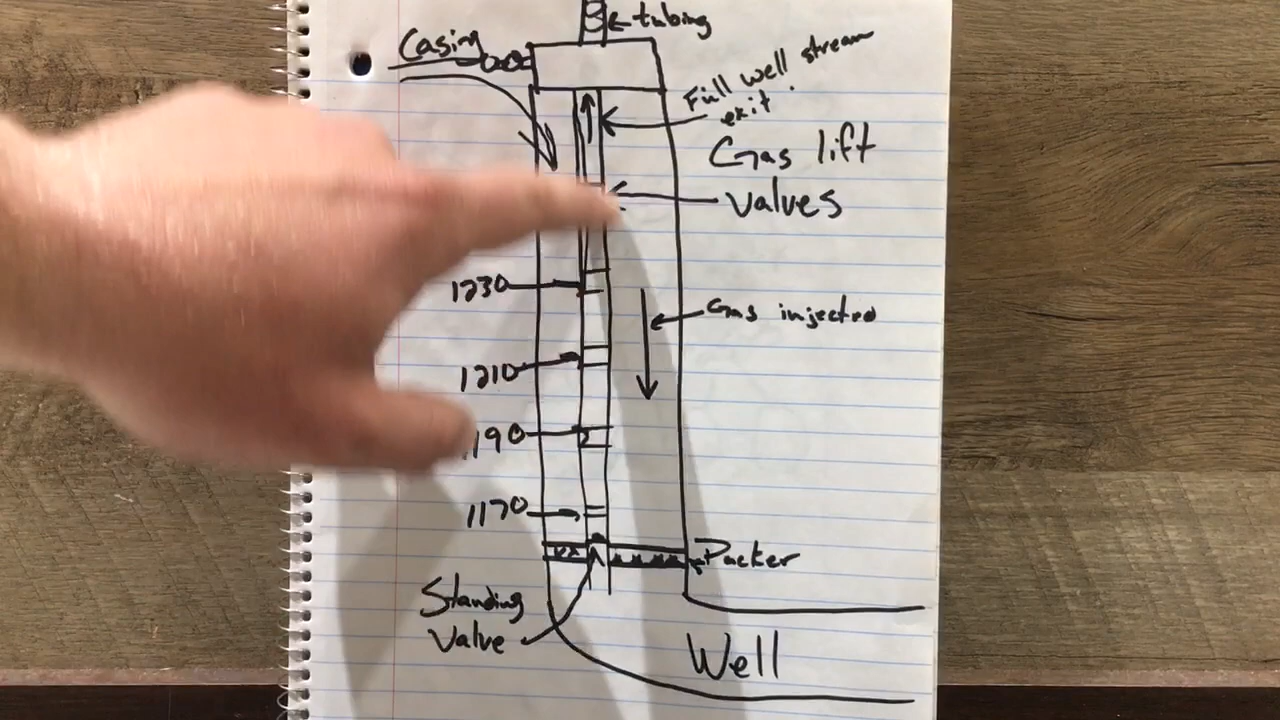 tubing
Casing
Full well stream
exit
Gas lift
valves
1230
Gas injected
1210
190
1170
Packer
Standing
Valve
Well